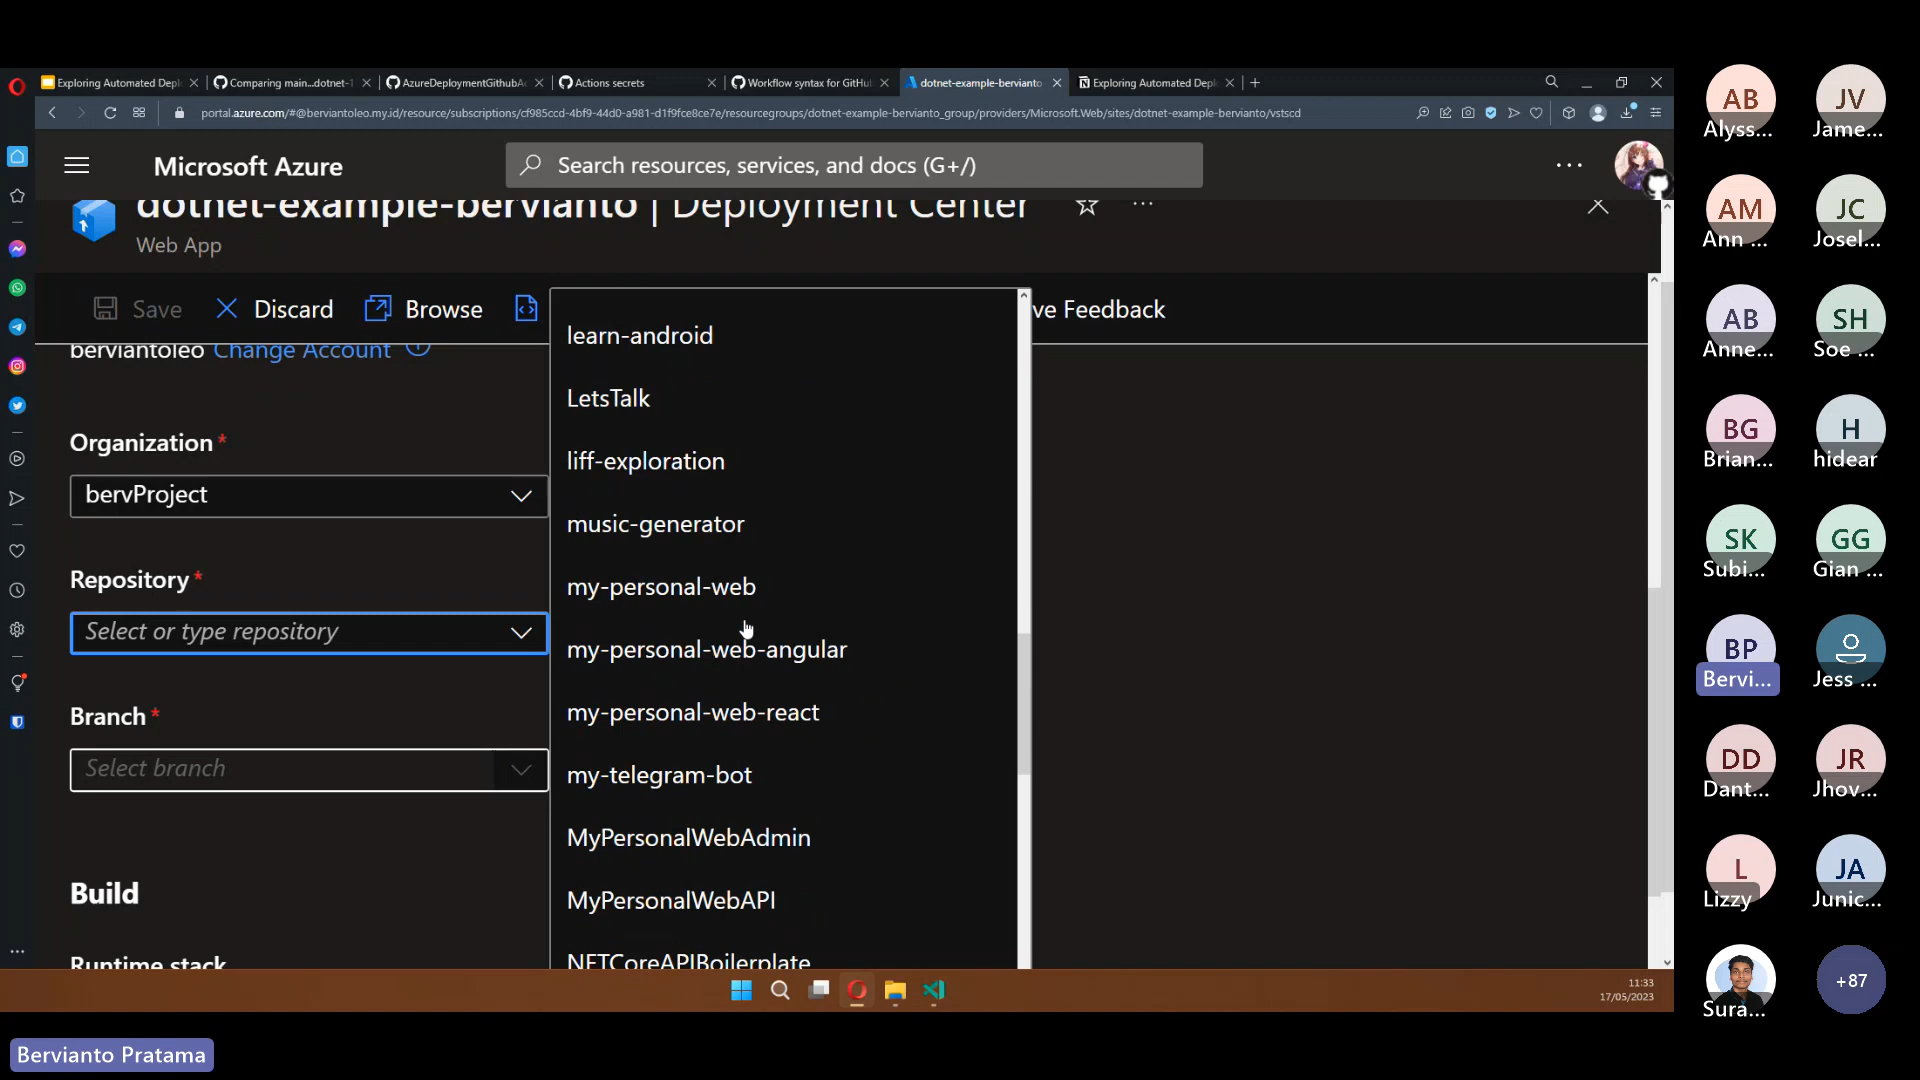 Exploring Automated Depl
Comparing main...dotnet-1
AzureDeploymentGithubAc
Actions secrets
Workflow syntax for GitHul
dotnet-example-bervianto
Exploring Automated Depl
portal.azure.com/#@berviantoleo.my.id/resource/subscriptions/cf985ccd-4bf9-44d0-a981-d1f9fce8ce7e/resourcegroups/dotnet-example-bervianto_group/providers/Microsoft.Web/sites/dotnet-example-bervianto/vstscd
Microsoft Azure
Search resources, services, and docs (G+/)
dotnet-example-bervianto | Deployment Center
Web App
Save
Discard
Browse
ve Feedback
berviantoleo Change Account
Organization *
bervProject
Repository *
Select or type repository
Branch *
Select branch
Build
Runtime stack
learn-android
LetsTalk
liff-exploration
music-generator
my-personal-web
my-personal-web-angular
my-personal-web-react
my-telegram-bot
MyPersonalWebAdmin
MyPersonalWebAPI
NETCoreAPIBoilerplate
11:33
17/05/2023
AB
Alyss...
JV
Jame...
AM
Ann ...
JC
Josel...
AB
Anne...
SH
Soe ...
BG
Brian...
H
hidear
SK
Subi...
GG
Gian ...
BP
Bervi...
Jess ...
DD
Dant...
JR
Jhov...
L
Lizzy
JA
Junic...
Sura...
+87
Bervianto Pratama